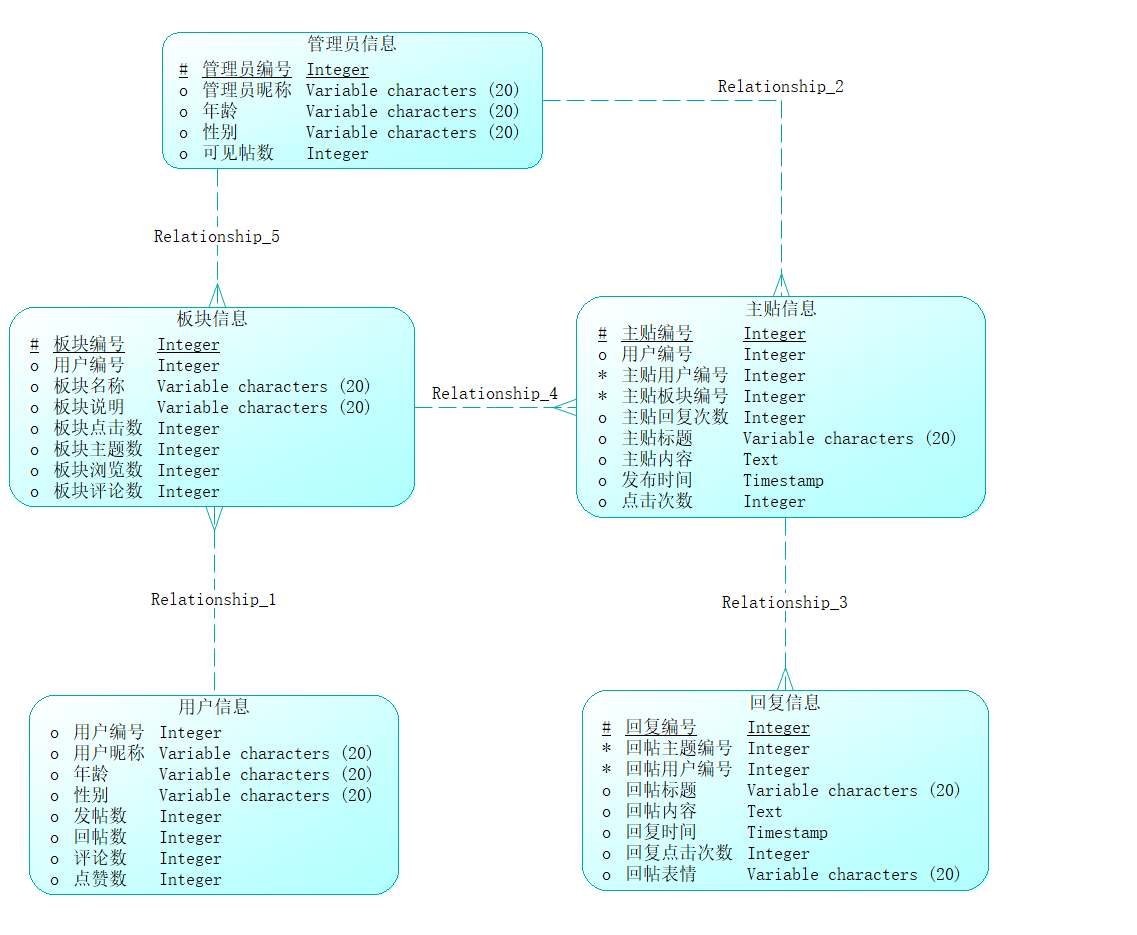 管理员信息
# 管理员编号 Integer
o 管理员昵称 Variable characters (20)
o 年龄 Variable characters (20)
o 性别 Variable characters (20)
o 可见帖数 Integer
Relationship_2
Relationship_5
板块信息
# 板块编号 Integer
o 用户编号 Integer
o 板块名称 Variable characters (20)
o 板块说明 Variable characters (20)
o 板块点击数 Integer
o 板块主题数 Integer
o 板块浏览数 Integer
o 板块评论数 Integer
Relationship_4
主贴信息
# 主贴编号 Integer
o 用户编号 Integer
* 主贴用户编号 Integer
* 主贴板块编号 Integer
o 主贴回复次数 Integer
o 主贴标题 Variable characters (20)
o 主贴内容 Text
o 发布时间 Timestamp
o 点击次数 Integer
Relationship_1
Relationship_3
用户信息
o 用户编号 Integer
o 用户昵称 Variable characters (20)
o 年龄 Variable characters (20)
o 性别 Variable characters (20)
o 发帖数 Integer
o 回帖数 Integer
o 评论数 Integer
o 点赞数 Integer
回复信息
# 回复编号 Integer
* 回帖主题编号 Integer
* 回帖用户编号 Integer
o 回帖标题 Variable characters (20)
o 回帖内容 Text
o 回复时间 Timestamp
o 回复点击次数 Integer
o 回帖表情 Variable characters (20)